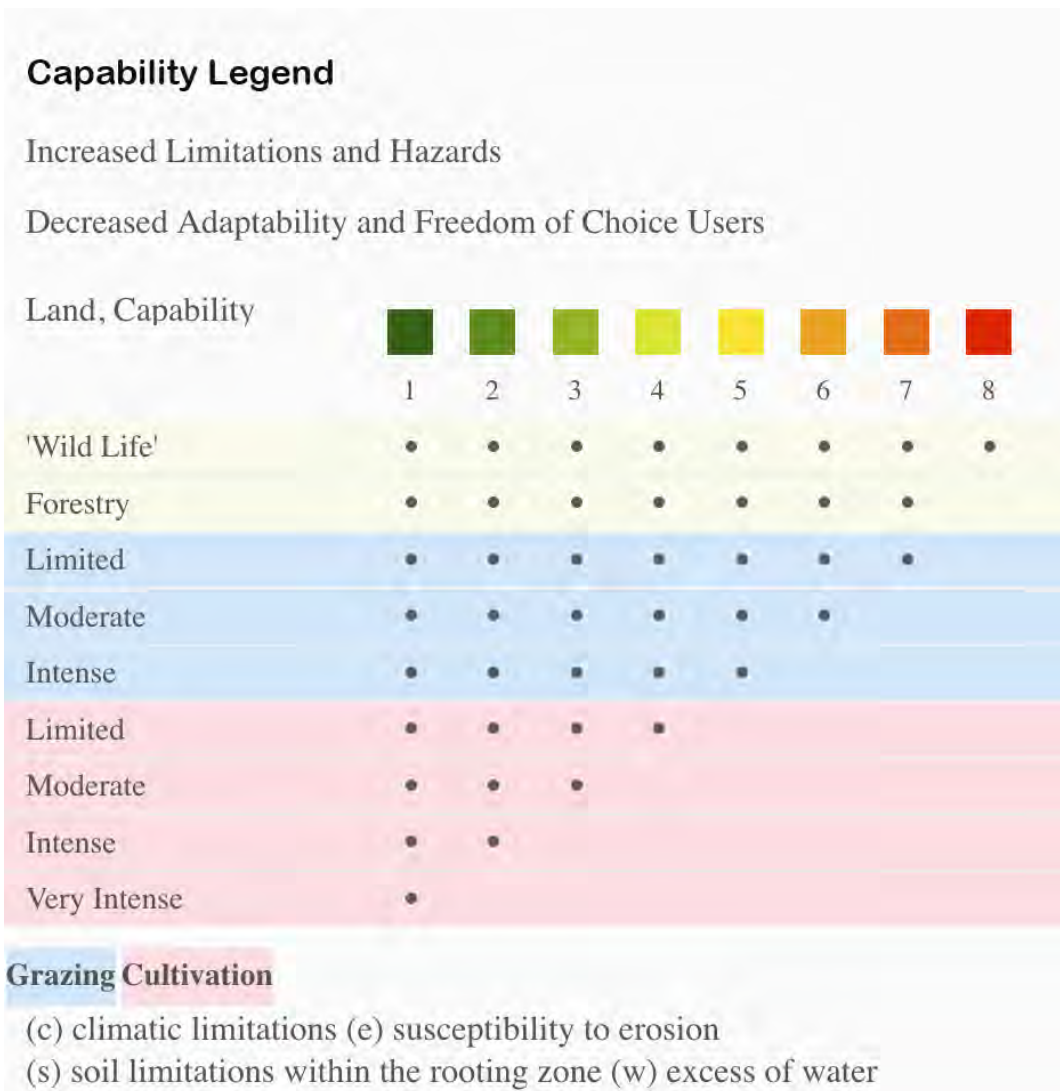 Capability Legend
Increased Limitations and Hazards
Decreased Adaptability and Freedom of Choice Users
Land, Capability
1 2 3 4 5 6 7 8
'Wild Life'
Forestry
Limited
Moderate
Intense
Limited
Moderate
Intense
Very Intense
Grazing Cultivation
(c) climatic limitations (e) susceptibility to erosion
(s) soil limitations within the rooting zone (w) excess of water